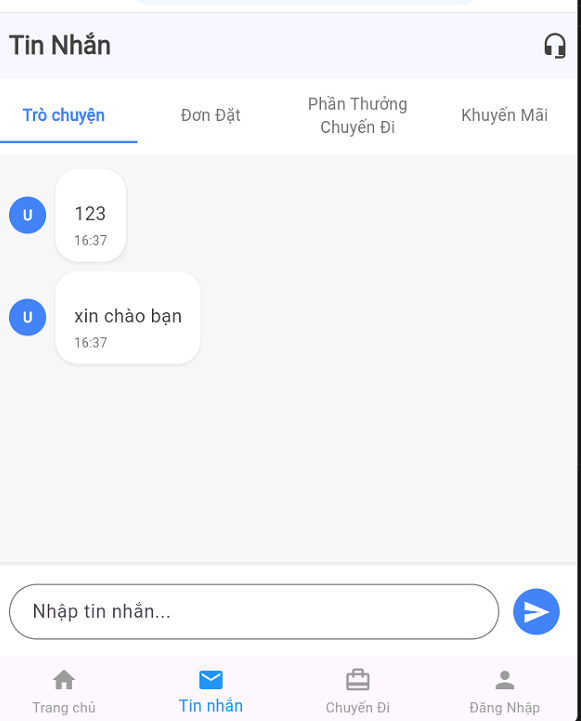 Tin Nhắn
Trò chuyện
Đơn Đặt
Phần Thưởng
Chuyến Đi
Khuyến Mãi
U
123
16:37
U
xin chào bạn
16:37
Nhập tin nhắn...
Trang chủ
Tin nhắn
Chuyến Đi
Đăng Nhập